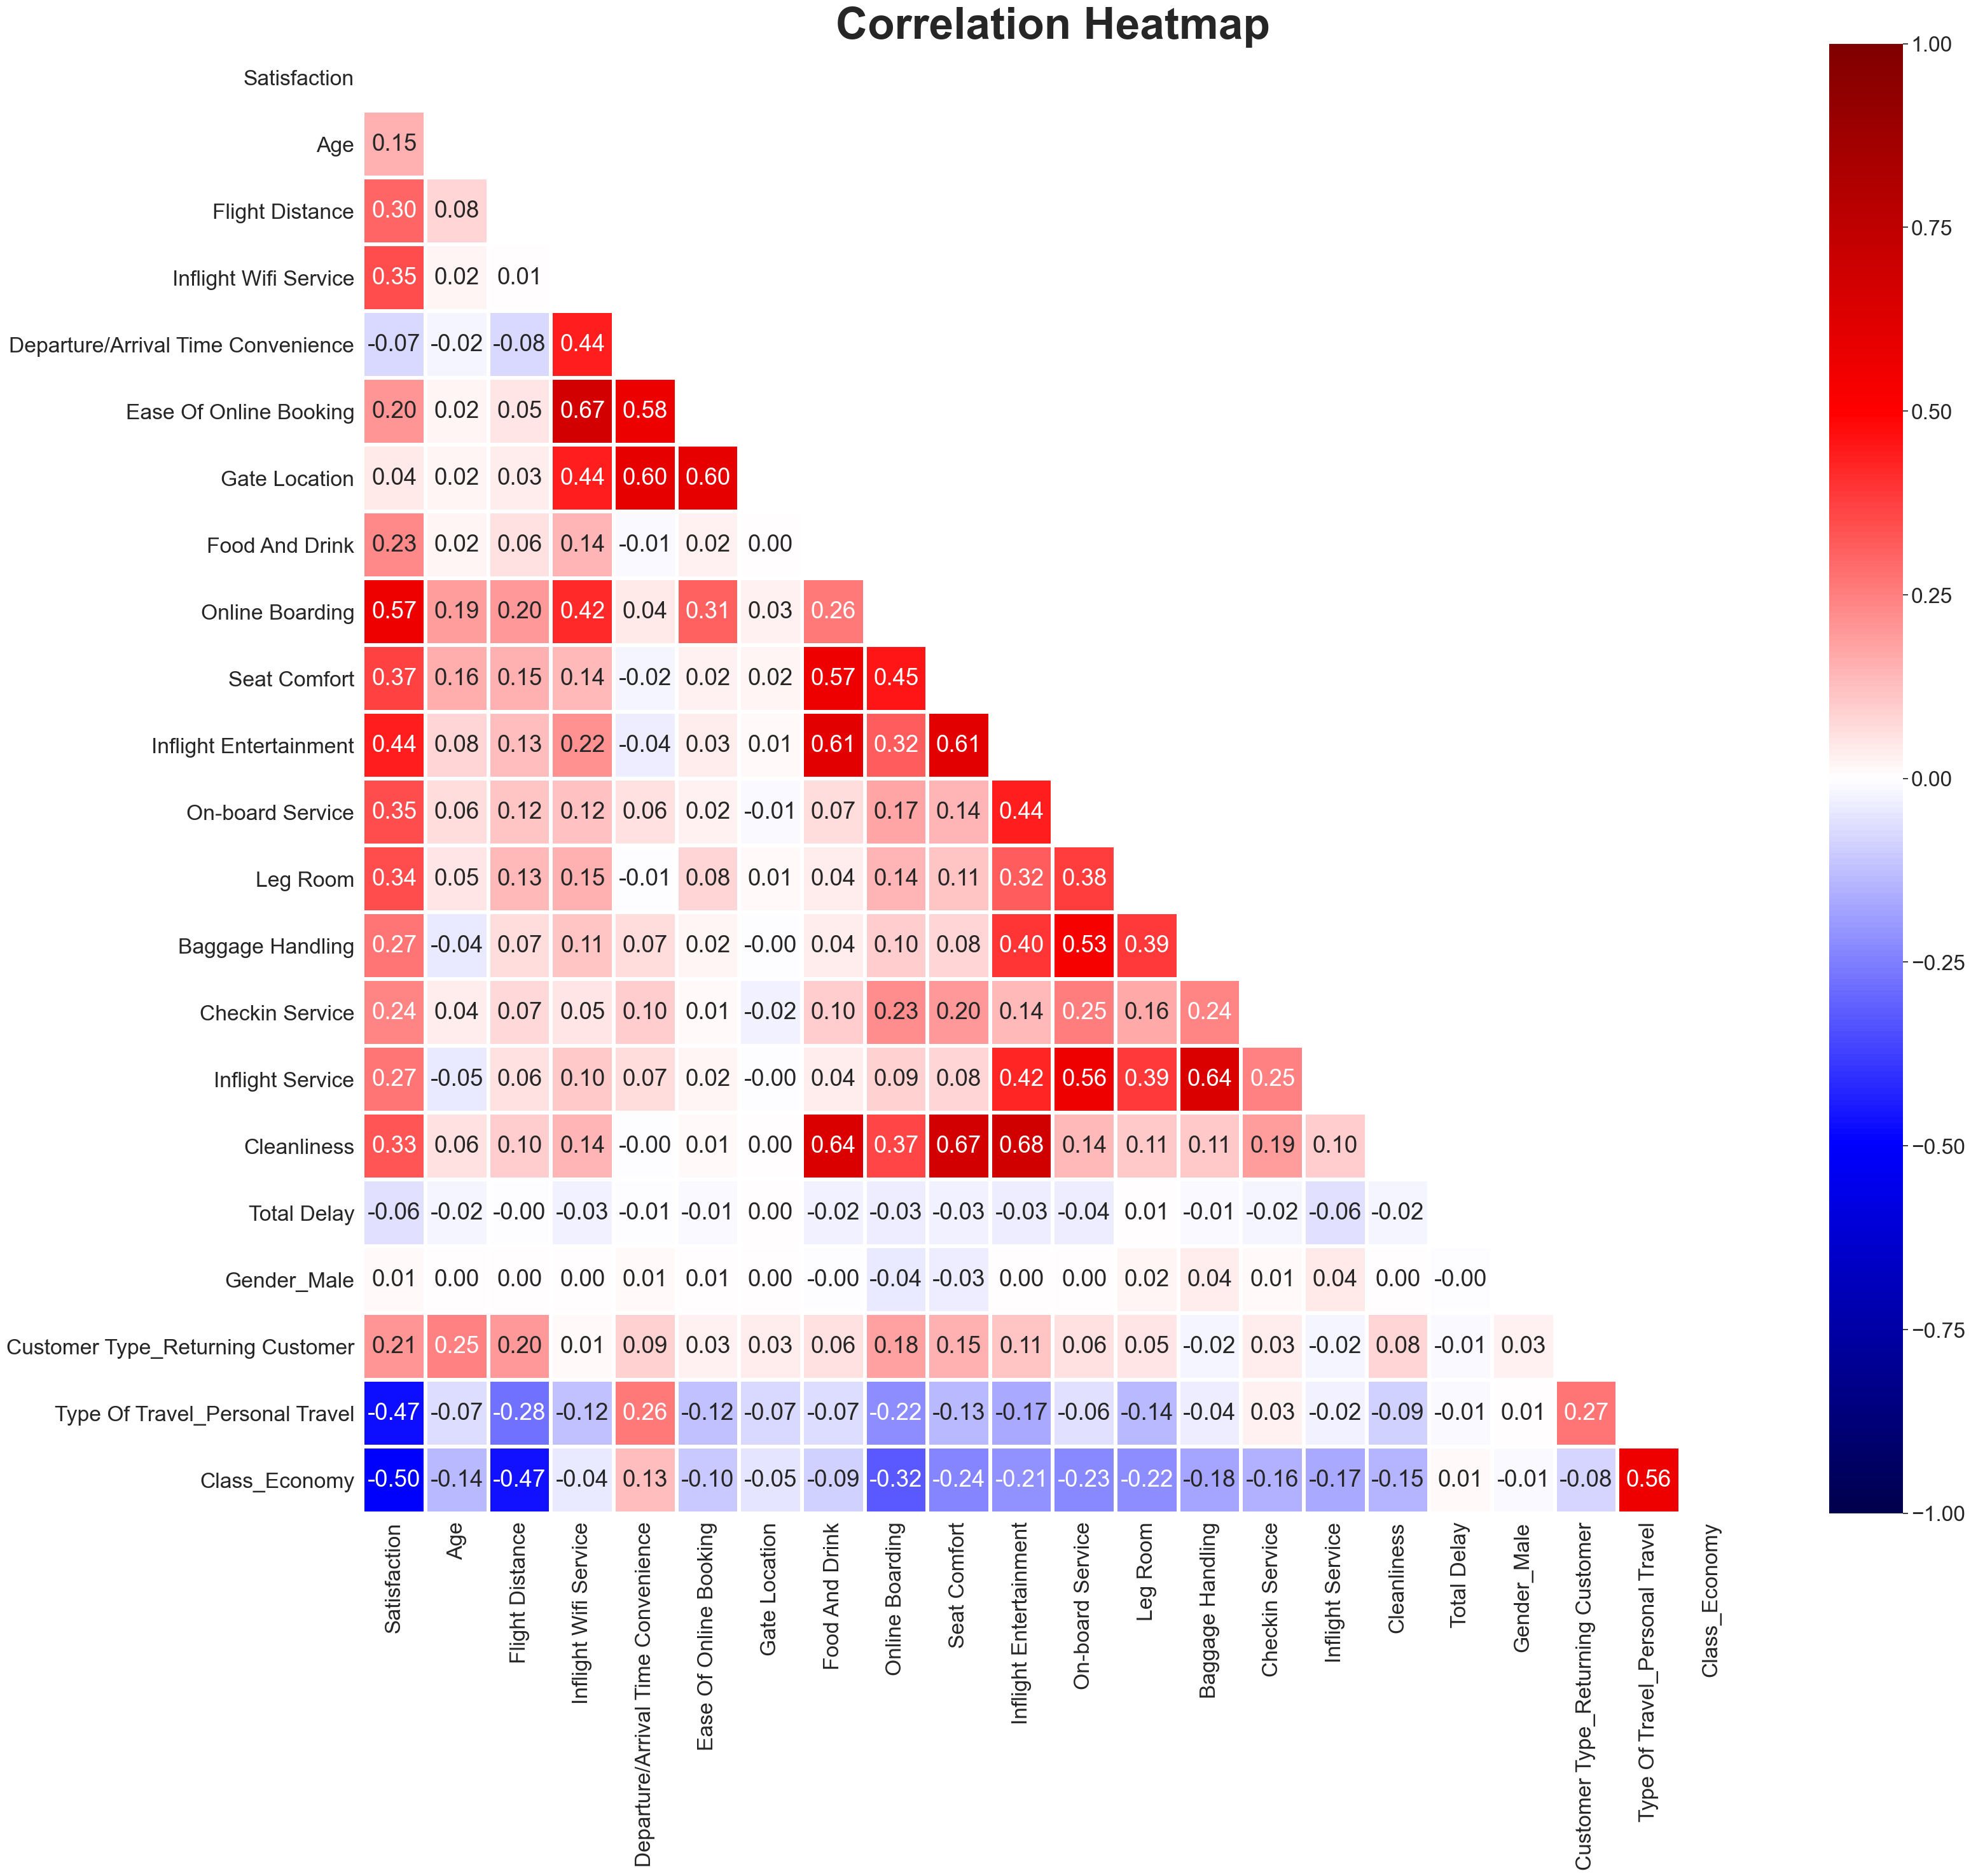 Correlation Heatmap
Satisfaction
Age 0.15
Flight Distance 0.30 0.08
Inflight Wifi Service 0.35 0.02 0.01
Departure/Arrival Time Convenience -0.07 -0.02 -0.08 0.44
Ease Of Online Booking 0.20 0.02 0.05 0.67 0.58
Gate Location 0.04 0.02 0.03 0.44 0.60 0.60
Food And Drink 0.23 0.02 0.06 0.14 -0.01 0.02 0.00
Online Boarding 0.57 0.19 0.20 0.42 0.04 0.31 0.03 0.26
Seat Comfort 0.37 0.16 0.15 0.14 -0.02 0.02 0.02 0.57 0.45
Inflight Entertainment 0.44 0.08 0.13 0.22 -0.04 0.03 0.01 0.61 0.32 0.61
On-board Service 0.35 0.06 0.12 0.12 0.06 0.02 -0.01 0.07 0.17 0.14 0.44
Leg Room 0.34 0.05 0.13 0.15 -0.01 0.08 0.01 0.04 0.14 0.11 0.32 0.38
Baggage Handling 0.27 -0.04 0.07 0.11 0.07 0.02 -0.00 0.04 0.10 0.08 0.40 0.53 0.39
Checkin Service 0.24 0.04 0.07 0.05 0.10 0.01 -0.02 0.10 0.23 0.20 0.14 0.25 0.16 0.24
Inflight Service 0.27 -0.05 0.06 0.10 0.07 0.02 -0.00 0.04 0.09 0.08 0.42 0.56 0.39 0.64 0.25
Cleanliness 0.33 0.06 0.10 0.14 -0.00 0.01 0.00 0.64 0.37 0.67 0.68 0.14 0.11 0.11 0.19 0.10
Total Delay -0.06 -0.02 -0.00 -0.03 -0.01 -0.01 0.00 -0.02 -0.03 -0.03 -0.03 -0.04 0.01 -0.01 -0.02 -0.06 -0.02
Gender_Male 0.01 0.00 0.00 0.00 0.01 0.01 0.00 -0.00 -0.04 -0.03 0.00 0.00 0.02 0.04 0.01 0.04 0.00 -0.00
Customer Type_Returning Customer 0.21 0.25 0.20 0.01 0.09 0.03 0.03 0.06 0.18 0.15 0.11 0.06 0.05 -0.02 0.03 -0.02 0.08 -0.01 0.03
Type Of Travel_Personal Travel -0.47 -0.07 -0.28 -0.12 0.26 -0.12 -0.07 -0.07 -0.22 -0.13 -0.17 -0.06 -0.14 -0.04 0.03 -0.02 -0.09 -0.01 0.01 0.27
Class_Economy -0.50 -0.14 -0.47 -0.04 0.13 -0.10 -0.05 -0.09 -0.32 -0.24 -0.21 -0.23 -0.22 -0.18 -0.16 -0.17 -0.15 0.01 -0.01 -0.08 0.56
Satisfaction
Age
Flight Distance
Inflight Wifi Service
Departure/Arrival Time Convenience
Ease Of Online Booking
Gate Location
Food And Drink
Online Boarding
Seat Comfort
Inflight Entertainment
On-board Service
Leg Room
Baggage Handling
Checkin Service
Inflight Service
Cleanliness
Total Delay
Gender_Male
Customer Type_Returning Customer
Type Of Travel_Personal Travel
Class_Economy
1.00
0.75
0.50
0.25
0.00
−0.25
−0.50
−0.75
−1.00